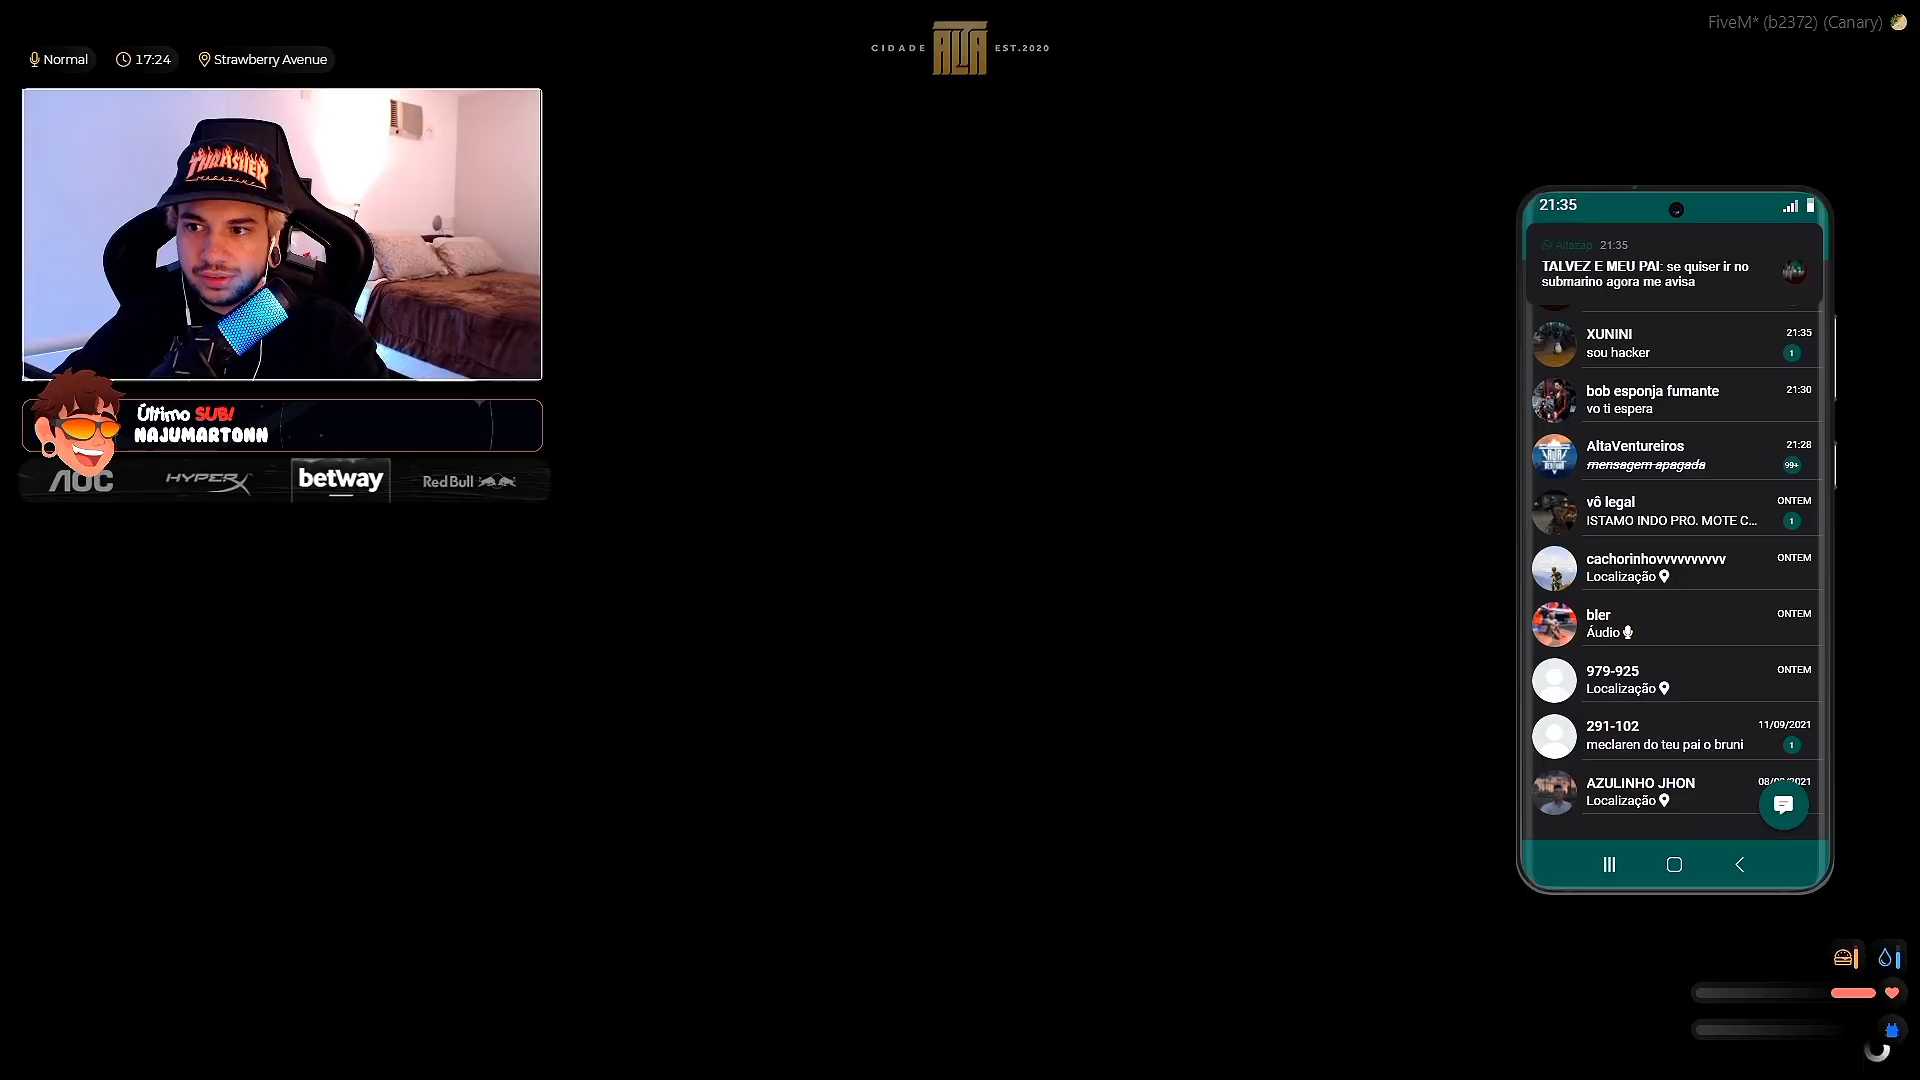 FiveM* (b2372) (Canary)
CIDADE ALTA EST.2020
Normal
17:24
Strawberry Avenue
THRASHER
MAGAZINE
Último SUB!
NAJUMARTONN
AOC
HYPERX
betway
Red Bull
21:35
Altazap 21:35
TALVEZ E MEU PAI: se quiser ir no
submarino agora me avisa
XUNINI 21:35
sou hacker 1
bob esponja fumante 21:30
vo ti espera
AltaVentureiros 21:28
mensagem apagada 99+
vô legal ONTEM
ISTAMO INDO PRO. MOTE C... 1
cachorinhovvvvvvvvvv ONTEM
Localização
bler ONTEM
Áudio
979-925 ONTEM
Localização
291-102 11/09/2021
meclaren do teu pai o bruni 1
AZULINHO JHON
Localização